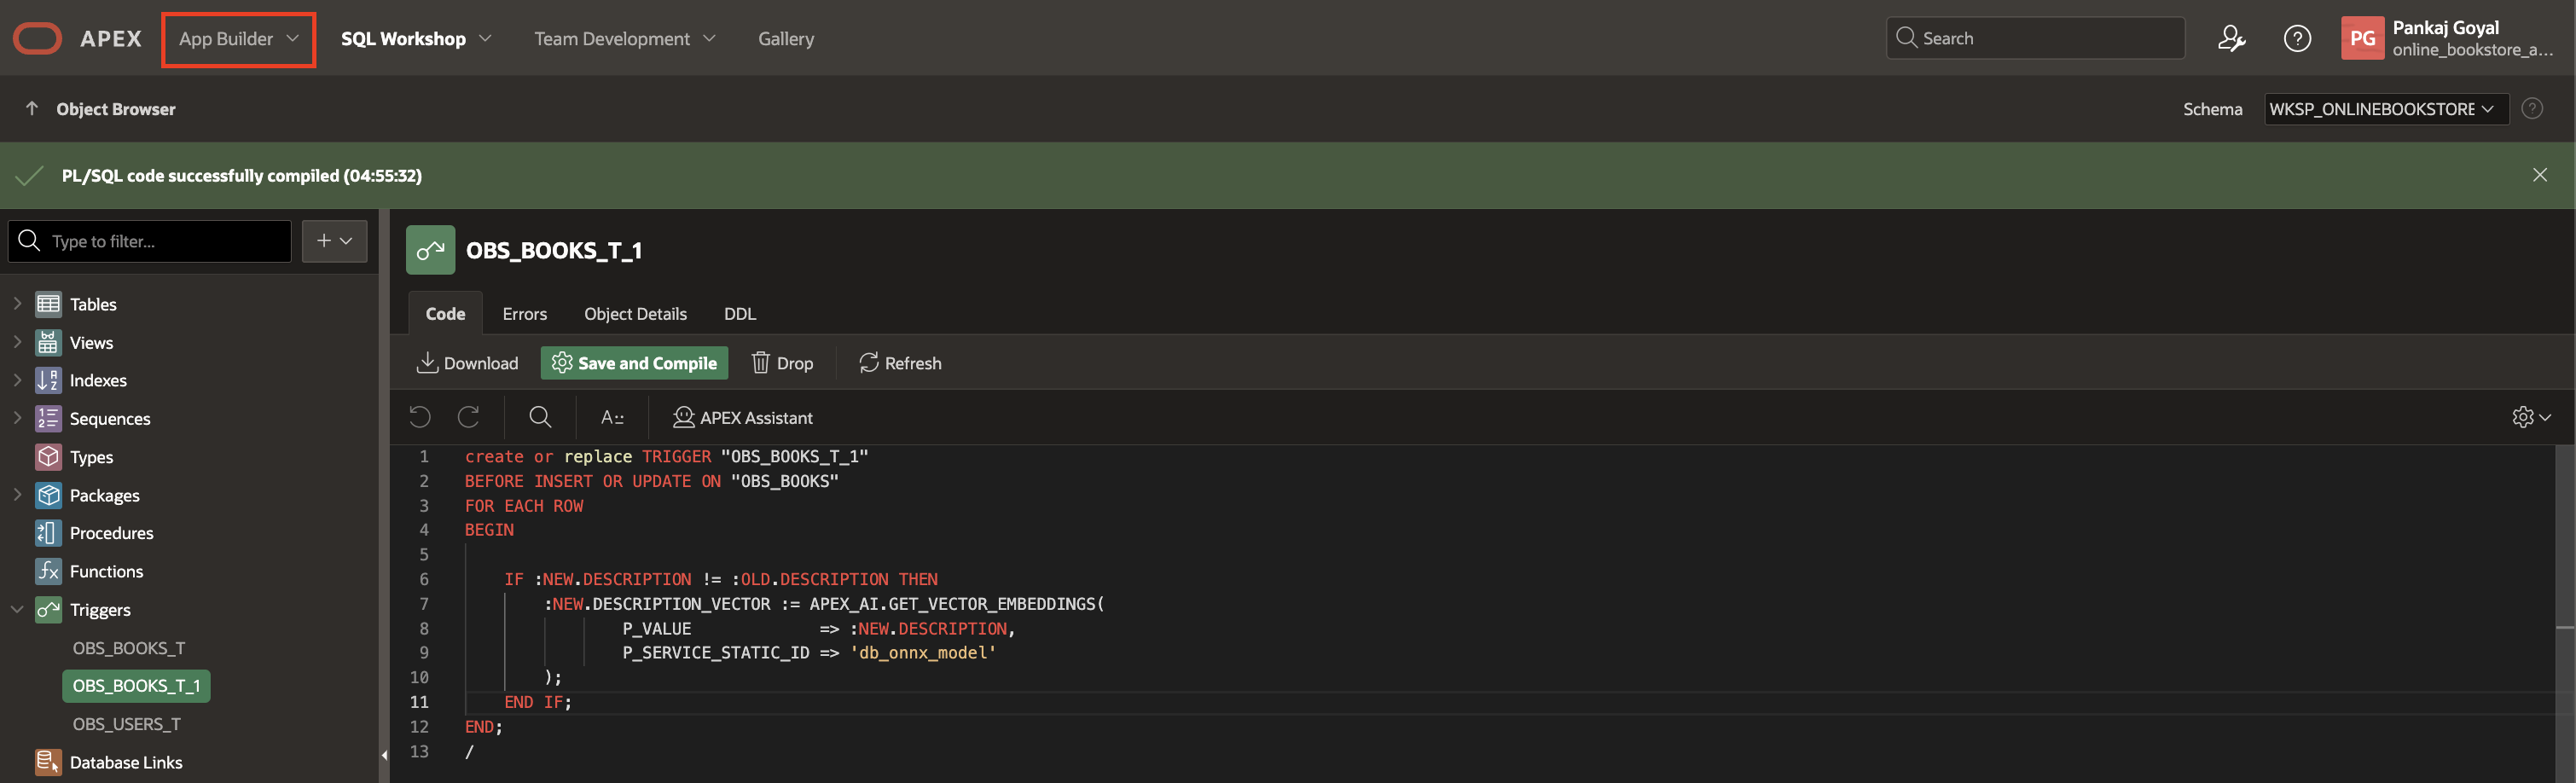 APEX App Builder SQL Workshop Team Development Gallery Search PG Pankaj Goyal
online_bookstore_a...
Object Browser Schema WKSP_ONLINEBOOKSTORE
PL/SQL code successfully compiled (04:55:32)
Type to filter...
OBS_BOOKS_T_1
Code Errors Object Details DDL
Download Save and Compile Drop Refresh
A:: APEX Assistant
Tables
Views
Indexes
Sequences
Types
Packages
Procedures
Functions
Triggers
OBS_BOOKS_T
OBS_BOOKS_T_1
OBS_USERS_T
Database Links
1 create or replace TRIGGER "OBS_BOOKS_T_1"
2 BEFORE INSERT OR UPDATE ON "OBS_BOOKS"
3 FOR EACH ROW
4 BEGIN
5
6 IF :NEW.DESCRIPTION != :OLD.DESCRIPTION THEN
7 :NEW.DESCRIPTION_VECTOR := APEX_AI.GET_VECTOR_EMBEDDINGS(
8 P_VALUE => :NEW.DESCRIPTION,
9 P_SERVICE_STATIC_ID => 'db_onnx_model'
10 );
11 END IF;
12 END;
13 /